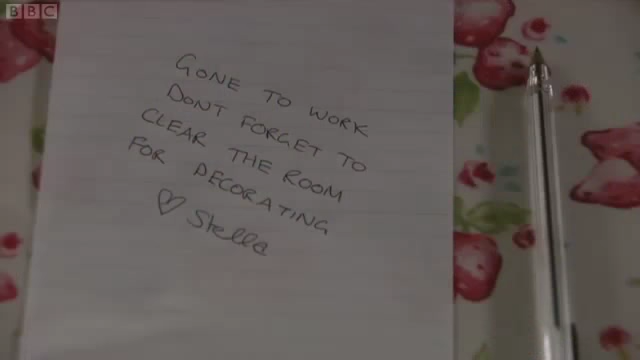 BBC
GONE TO WORK
DONT FORGET TO
CLEAR THE ROOM
FOR DECORATING
♡ Stella